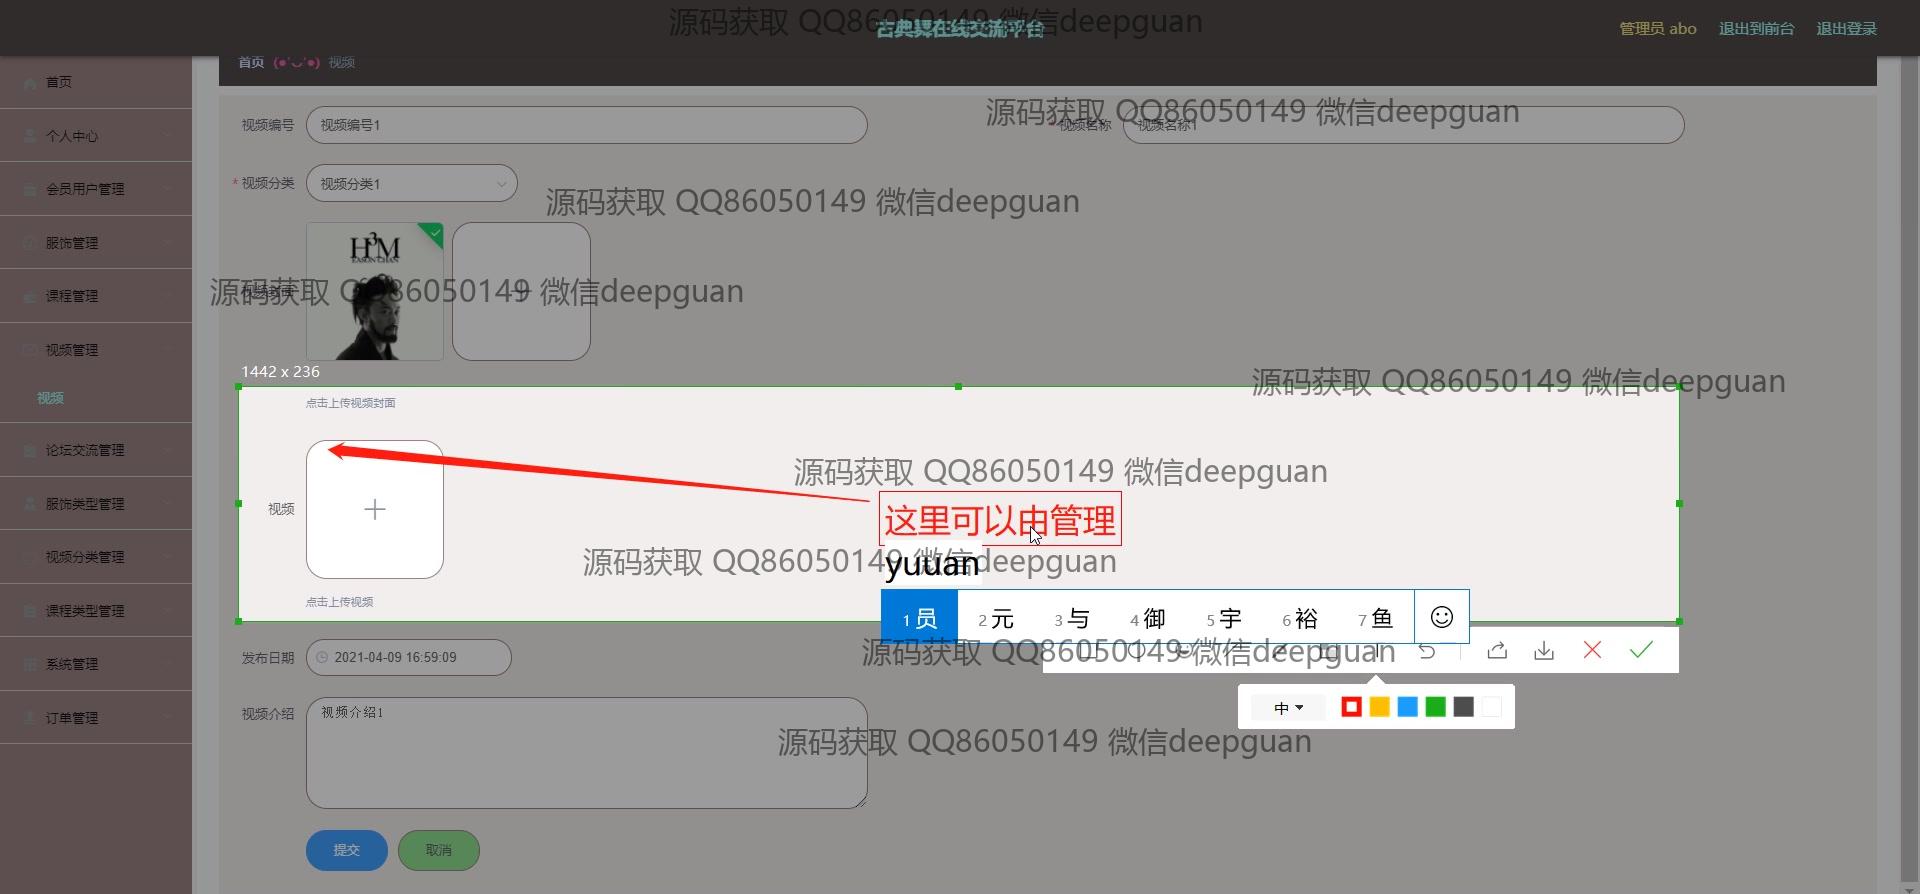 源码获取 QQ86050149 微信deepguan
古典舞在线交流平台
管理员 abo 退出到前台 退出登录
首页 (●'◡'●) 视频
首页
个人中心
会员用户管理
服饰管理
课程管理
视频管理
视频
论坛交流管理
服饰类型管理
视频分类管理
课程类型管理
系统管理
订单管理
源码获取 QQ86050149 微信deepguan
视频编号 视频编号1
* 视频名称 视频名称1
* 视频分类 视频分类1
源码获取 QQ86050149 微信deepguan
H3M
EASON CHAN
源码获取 QQ86050149 微信deepguan
视频封面
1442 x 236
源码获取 QQ86050149 微信deepguan
点击上传视频封面
源码获取 QQ86050149 微信deepguan
视频
这里可以由管理
源码获取 QQ86050149 微信deepguan
yuuan
点击上传视频
1 员 2 元 3 与 4 御 5 宇 6 裕 7 鱼
源码获取 QQ86050149 微信deepguan
发布日期 2021-04-09 16:59:09
中
视频介绍 视频介绍1
源码获取 QQ86050149 微信deepguan
提交 取消